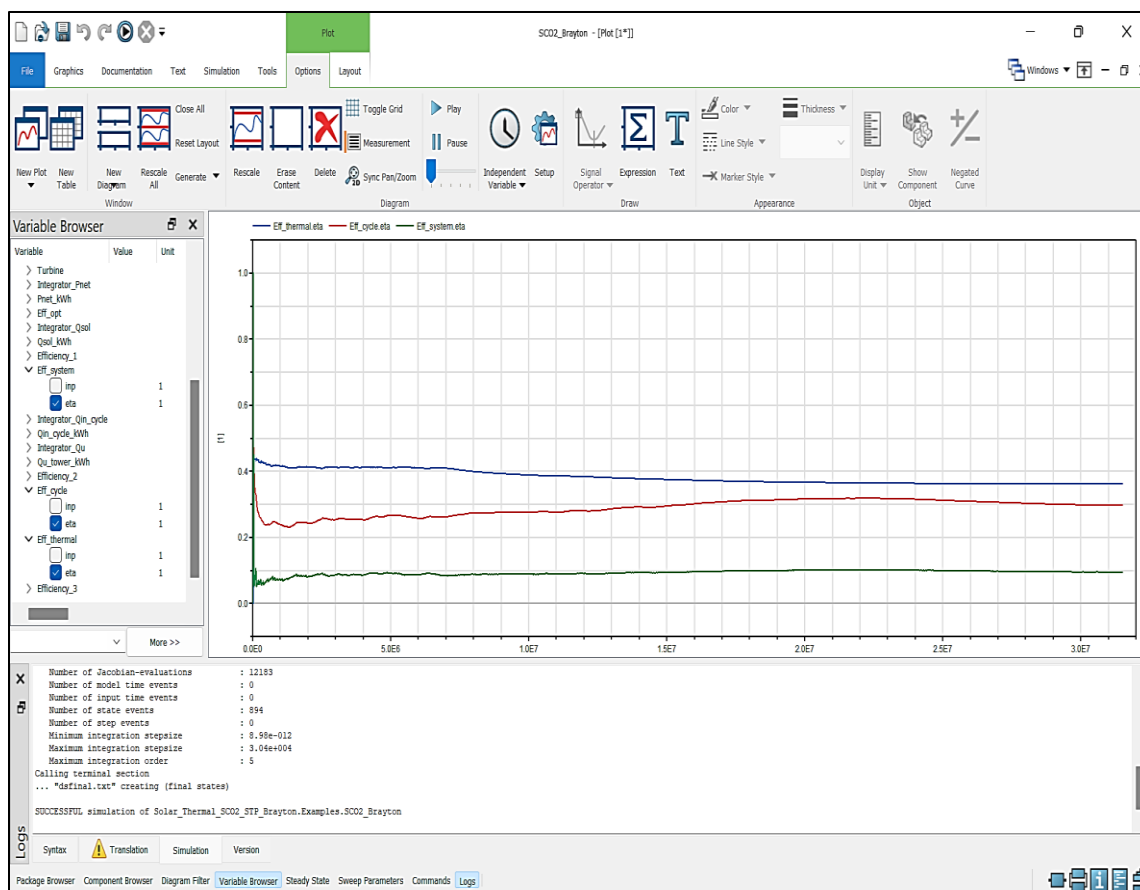 Plot
SCO2_Brayton - [Plot [1*]]
File Graphics Documentation Text Simulation Tools Options Layout
Windows
Close All
Reset Layout
Generate
New Plot
New Table
New Diagram
Rescale All
Window
Rescale
Erase Content
Delete
Toggle Grid
Measurement
Sync Pan/Zoom
2D
Play
Pause
Diagram
Independent Variable
Setup
Signal Operator
Expression
Text
Draw
Color
Line Style
Marker Style
Thickness
Appearance
Display Unit
Show Component
Negated Curve
Object
Variable Browser
Variable Value Unit
Turbine
Integrator_Pnet
Pnet_kWh
Eff_opt
Integrator_Qsol
Qsol_kWh
Efficiency_1
Eff_system
inp 1
eta 1
Integrator_Qin_cycle
Qin_cycle_kWh
Integrator_Qu
Qu_tower_kWh
Efficiency_2
Eff_cycle
inp 1
eta 1
Eff_thermal
inp 1
eta 1
Efficiency_3
More >>
Eff_thermal.eta Eff_cycle.eta Eff_system.eta
1.0
0.8
0.6
[1]
0.4
0.2
0.0
0.0E0 5.0E6 1.0E7 1.5E7 2.0E7 2.5E7 3.0E7
Number of Jacobian-evaluations : 12183
Number of model time events : 0
Number of input time events : 0
Number of state events : 894
Number of step events : 0
Minimum integration stepsize : 8.98e-012
Maximum integration stepsize : 3.04e+004
Maximum integration order : 5
Calling terminal section
... "dsfinal.txt" creating (final states)
SUCCESSFUL simulation of Solar_Thermal_SCO2_STP_Brayton.Examples.SCO2_Brayton
Logs
Syntax Translation Simulation Version
Package Browser Component Browser Diagram Filter Variable Browser Steady State Sweep Parameters Commands Logs